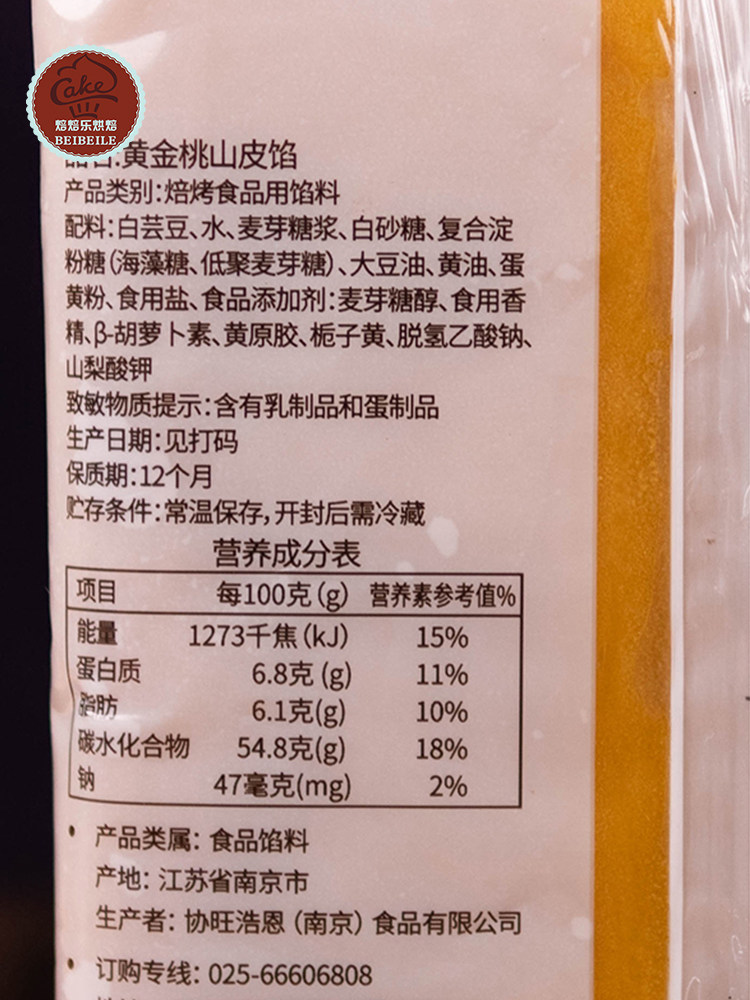 Cake
焙焙乐烘焙
BEIBEILE
品名:黄金桃山皮馅
产品类别:焙烤食品用馅料
配料:白芸豆、水、麦芽糖浆、白砂糖、复合淀
粉糖(海藻糖、低聚麦芽糖)、大豆油、黄油、蛋
黄粉、食用盐、食品添加剂:麦芽糖醇、食用香
精、β-胡萝卜素、黄原胶、栀子黄、脱氢乙酸钠、
山梨酸钾
致敏物质提示:含有乳制品和蛋制品
生产日期:见打码
保质期:12个月
贮存条件:常温保存,开封后需冷藏
营养成分表
项目 每100克(g) 营养素参考值%
能量 1273千焦(kJ) 15%
蛋白质 6.8克(g) 11%
脂肪 6.1克(g) 10%
碳水化合物 54.8克(g) 18%
钠 47毫克(mg) 2%
• 产品类属: 食品馅料
产地: 江苏省南京市
生产者: 协旺浩恩(南京)食品有限公司
• 订购专线: 025-66606808